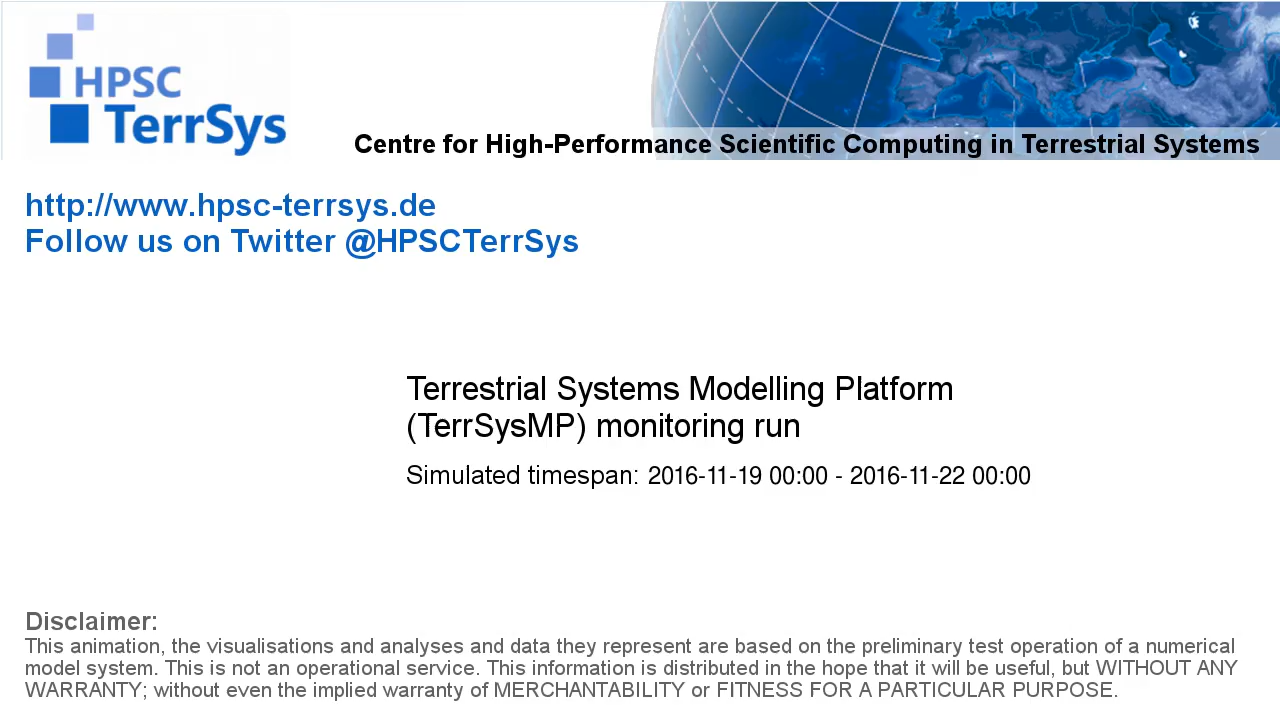 HPSC
TerrSys
Centre for High-Performance Scientific Computing in Terrestrial Systems
http://www.hpsc-terrsys.de
Follow us on Twitter @HPSCTerrSys
Terrestrial Systems Modelling Platform
(TerrSysMP) monitoring run
Simulated timespan: 2016-11-19 00:00 - 2016-11-22 00:00
Disclaimer:
This animation, the visualisations and analyses and data they represent are based on the preliminary test operation of a numerical
model system. This is not an operational service. This information is distributed in the hope that it will be useful, but WITHOUT ANY
WARRANTY; without even the implied warranty of MERCHANTABILITY or FITNESS FOR A PARTICULAR PURPOSE.